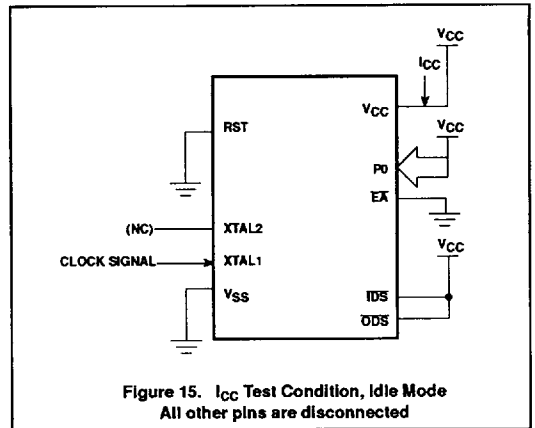 VCC
ICC
VCC
RST
VCC
P0
EA
(NC)
XTAL2
CLOCK SIGNAL
XTAL1
VCC
VSS
IDS
ODS
Figure 15. ICC Test Condition, Idle Mode
All other pins are disconnected